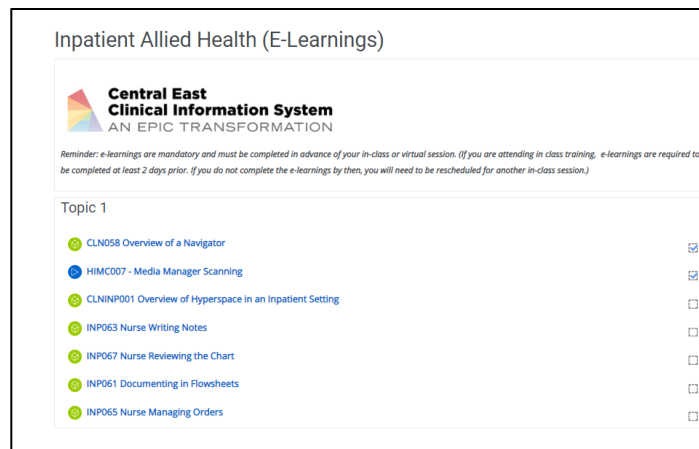 Inpatient Allied Health (E-Learnings)
Central East
Clinical Information System
AN EPIC TRANSFORMATION
Reminder: e-learnings are mandatory and must be completed in advance of your in-class or virtual session. (If you are attending in class training, e-learnings are required to
be completed at least 2 days prior. If you do not complete the e-learnings by then, you will need to be rescheduled for another in-class session.)
Topic 1
CLN058 Overview of a Navigator
HIMC007 - Media Manager Scanning
CLNINP001 Overview of Hyperspace in an Inpatient Setting
INP063 Nurse Writing Notes
INP067 Nurse Reviewing the Chart
INP061 Documenting in Flowsheets
INP065 Nurse Managing Orders